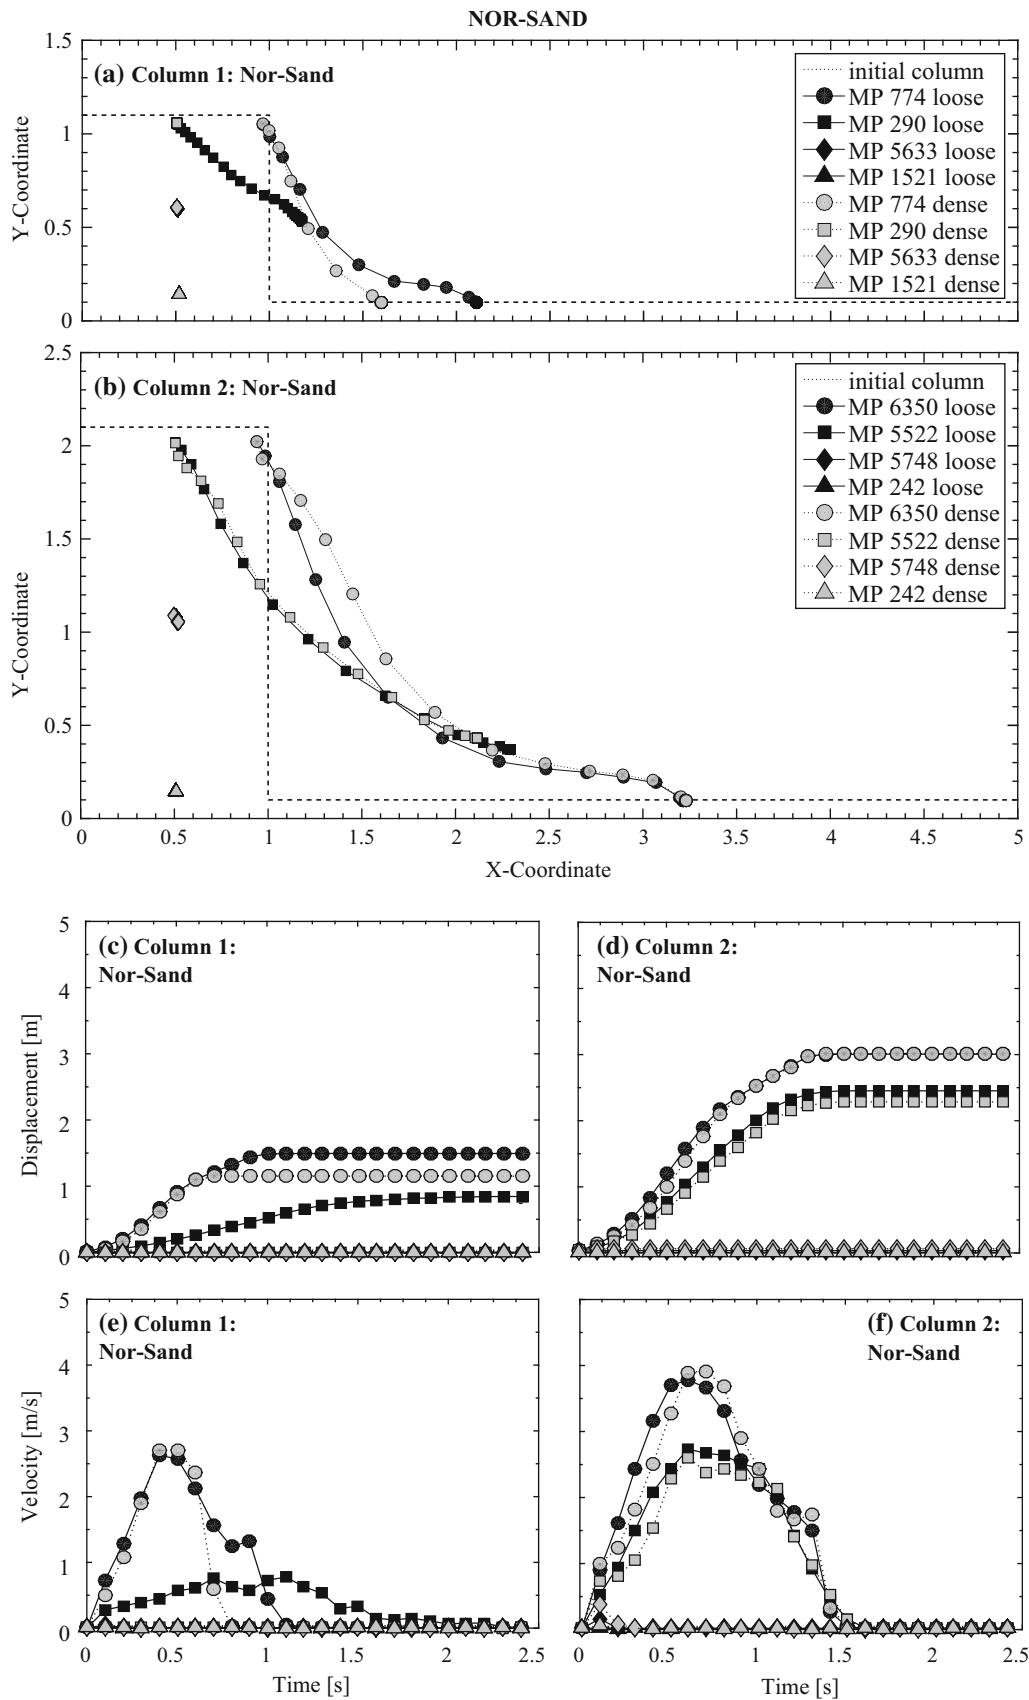 NOR-SAND
1.5
(a) Column 1: Nor-Sand
1
0.5
0
Y-Coordinate
initial column
MP 774 loose
MP 290 loose
MP 5633 loose
MP 1521 loose
MP 774 dense
MP 290 dense
MP 5633 dense
MP 1521 dense
2.5
(b) Column 2: Nor-Sand
2
1.5
1
0.5
0
Y-Coordinate
initial column
MP 6350 loose
MP 5522 loose
MP 5748 loose
MP 242 loose
MP 6350 dense
MP 5522 dense
MP 5748 dense
MP 242 dense
0 0.5 1 1.5 2 2.5 3 3.5 4 4.5 5
X-Coordinate
5
4
3
2
1
0
Displacement [m]
(c) Column 1:
Nor-Sand
(d) Column 2:
Nor-Sand
5
4
3
2
1
0
Velocity [m/s]
(e) Column 1:
Nor-Sand
(f) Column 2:
Nor-Sand
0 0.5 1.0 1.5 2.0 2.5
Time [s]
0 0.5 1 1.5 2 2.5
Time [s]